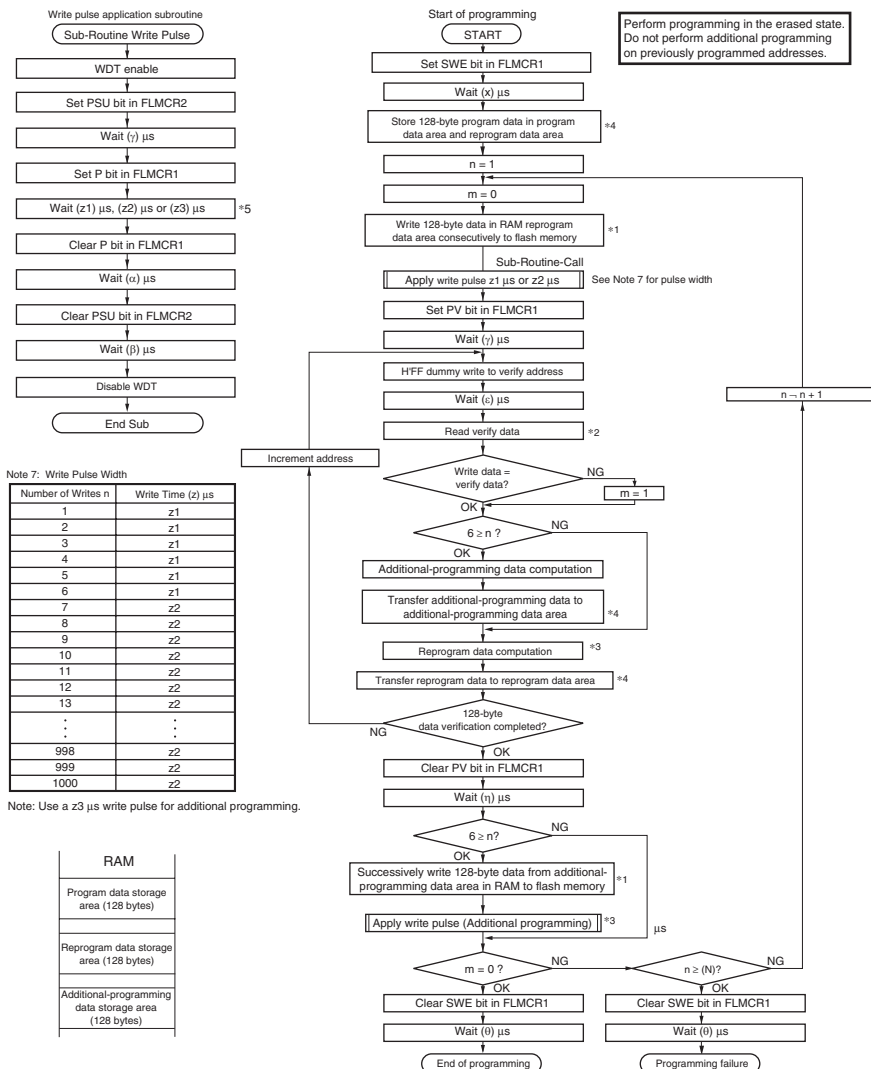 Write pulse application subroutine
Sub-Routine Write Pulse
WDT enable
Set PSU bit in FLMCR2
Wait (γ) μs
Set P bit in FLMCR1
Wait (z1) μs, (z2) μs or (z3) μs
*5
Clear P bit in FLMCR1
Wait (α) μs
Clear PSU bit in FLMCR2
Wait (β) μs
Disable WDT
End Sub
Note 7: Write Pulse Width
Number of Writes n Write Time (z) μs
1 z1
2 z1
3 z1
4 z1
5 z1
6 z1
7 z2
8 z2
9 z2
10 z2
11 z2
12 z2
13 z2
998 z2
999 z2
1000 z2
Note: Use a z3 μs write pulse for additional programming.
RAM
Program data storage
area (128 bytes)
Reprogram data storage
area (128 bytes)
Additional-programming
data storage area
(128 bytes)
Start of programming
START
Set SWE bit in FLMCR1
Wait (x) μs
Store 128-byte program data in program
data area and reprogram data area
*4
n = 1
m = 0
Write 128-byte data in RAM reprogram
data area consecutively to flash memory
*1
Sub-Routine-Call
Apply write pulse z1 μs or z2 μs
See Note 7 for pulse width
Set PV bit in FLMCR1
Wait (γ) μs
H'FF dummy write to verify address
Wait (ε) μs
Read verify data
*2
Increment address
Write data =
verify data?
NG
m = 1
OK
6 ≥ n ?
NG
OK
Additional-programming data computation
Transfer additional-programming data to
additional-programming data area
*4
Reprogram data computation
*3
Transfer reprogram data to reprogram data area
*4
128-byte
data verification completed?
NG
OK
Clear PV bit in FLMCR1
Wait (η) μs
6 ≥ n?
NG
OK
Successively write 128-byte data from additional-
programming data area in RAM to flash memory
*1
Apply write pulse (Additional programming)
*3
μs
m = 0 ?
NG
OK
Clear SWE bit in FLMCR1
Wait (θ) μs
End of programming
n ≥ (N)?
NG
OK
Clear SWE bit in FLMCR1
Wait (θ) μs
Programming failure
n ¬ n + 1
Perform programming in the erased state.
Do not perform additional programming
on previously programmed addresses.